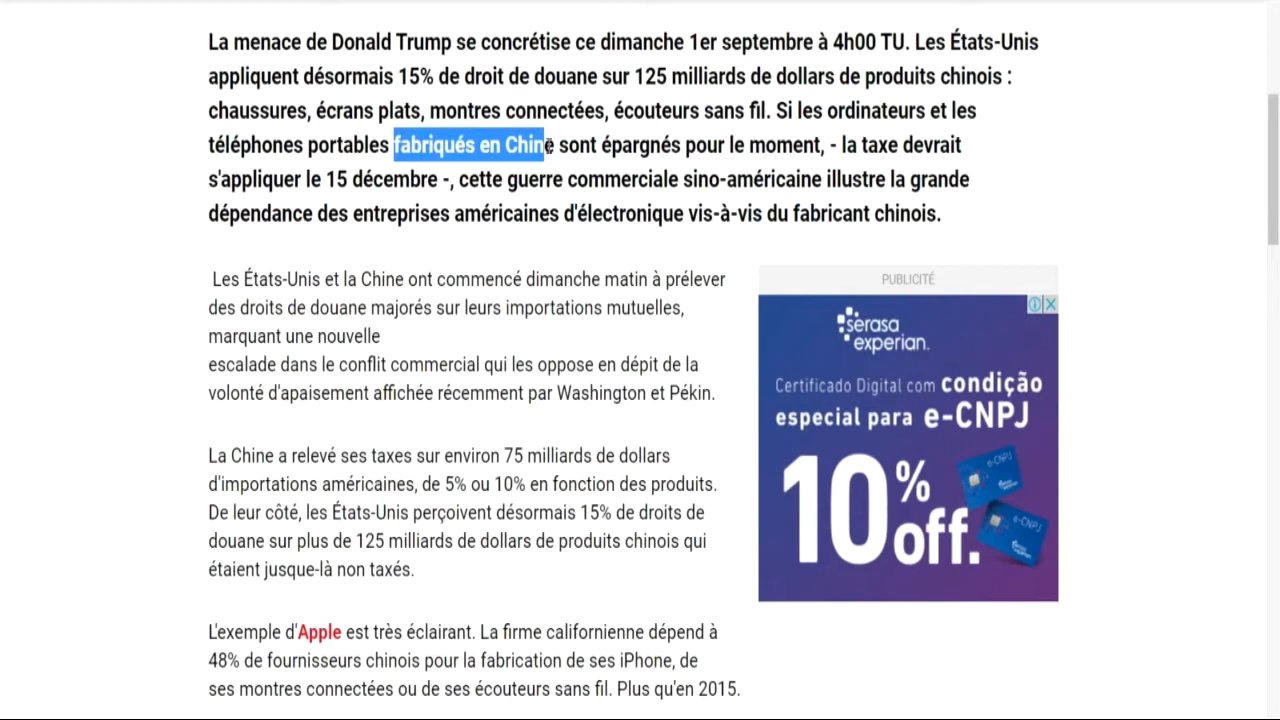 La menace de Donald Trump se concrétise ce dimanche 1er septembre à 4h00 TU. Les États-Unis
appliquent désormais 15% de droit de douane sur 125 milliards de dollars de produits chinois :
chaussures, écrans plats, montres connectées, écouteurs sans fil. Si les ordinateurs et les
téléphones portables fabriqués en Chine sont épargnés pour le moment, - la taxe devrait
s'appliquer le 15 décembre -, cette guerre commerciale sino-américaine illustre la grande
dépendance des entreprises américaines d'électronique vis-à-vis du fabricant chinois.
Les États-Unis et la Chine ont commencé dimanche matin à prélever
des droits de douane majorés sur leurs importations mutuelles,
marquant une nouvelle
escalade dans le conflit commercial qui les oppose en dépit de la
volonté d'apaisement affichée récemment par Washington et Pékin.
La Chine a relevé ses taxes sur environ 75 milliards de dollars
d'importations américaines, de 5% ou 10% en fonction des produits.
De leur côté, les États-Unis perçoivent désormais 15% de droits de
douane sur plus de 125 milliards de dollars de produits chinois qui
étaient jusque-là non taxés.
L'exemple d'Apple est très éclairant. La firme californienne dépend à
48% de fournisseurs chinois pour la fabrication de ses iPhone, de
ses montres connectées ou de ses écouteurs sans fil. Plus qu'en 2015.
PUBLICITÉ
serasa
experian.
Certificado Digital com condição
especial para e-CNPJ
10% off.
e-CNPJ
e-CNPJ